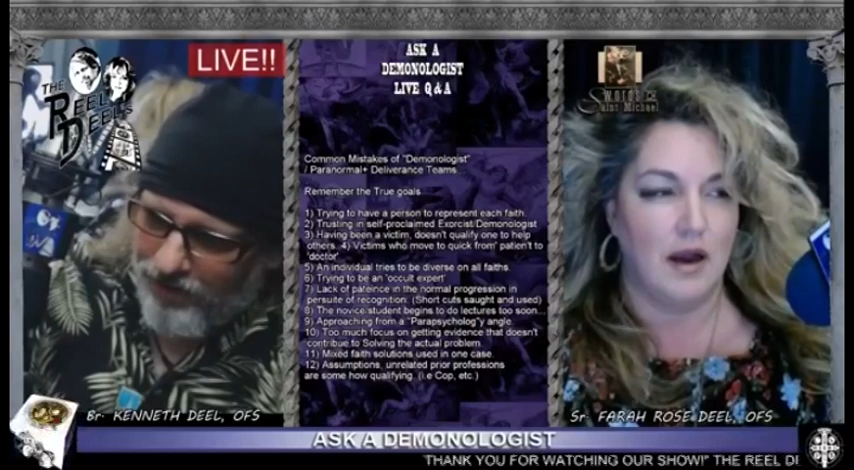 LIVE!!
THE
REEL
DEEL'S
ASK A
DEMONOLOGIST
LIVE Q&A
Common Mistakes of "Demonologist"
/ Paranormal+ Deliverance Teams...
Remember the True goals
1) Trying to have a person to represent each faith.
2) Trusting in self-proclaimed Exorcist/Demonologist
3) Having been a victim, doesn't qualify one to help
others. 4) Victims who move to quick from' patien't to
'doctor'
5) An individual tries to be diverse on all faiths.
6) Trying to be an 'occult expert'
7) Lack of pateince in the normal progression in
persuite of recognition: (Short cuts saught and used)
8) The novice/student begins to do lectures too soon...
9) Approaching from a "Parapsycholog"y angle.
10) Too much focus on getting evidence that doesn't
contribute to Solving the actual problem.
11) Mixed faith solutions used in one case.
12) Assumptions, unrelated prior professions
are some how qualifying. (i.e Cop, etc.)
Saint Michael
Br. KENNETH DEEL, OFS
Sr. FARAH ROSE DEEL, OFS
ASK A DEMONOLOGIST
THANK YOU FOR WATCHING OUR SHOW!" THE REEL DE